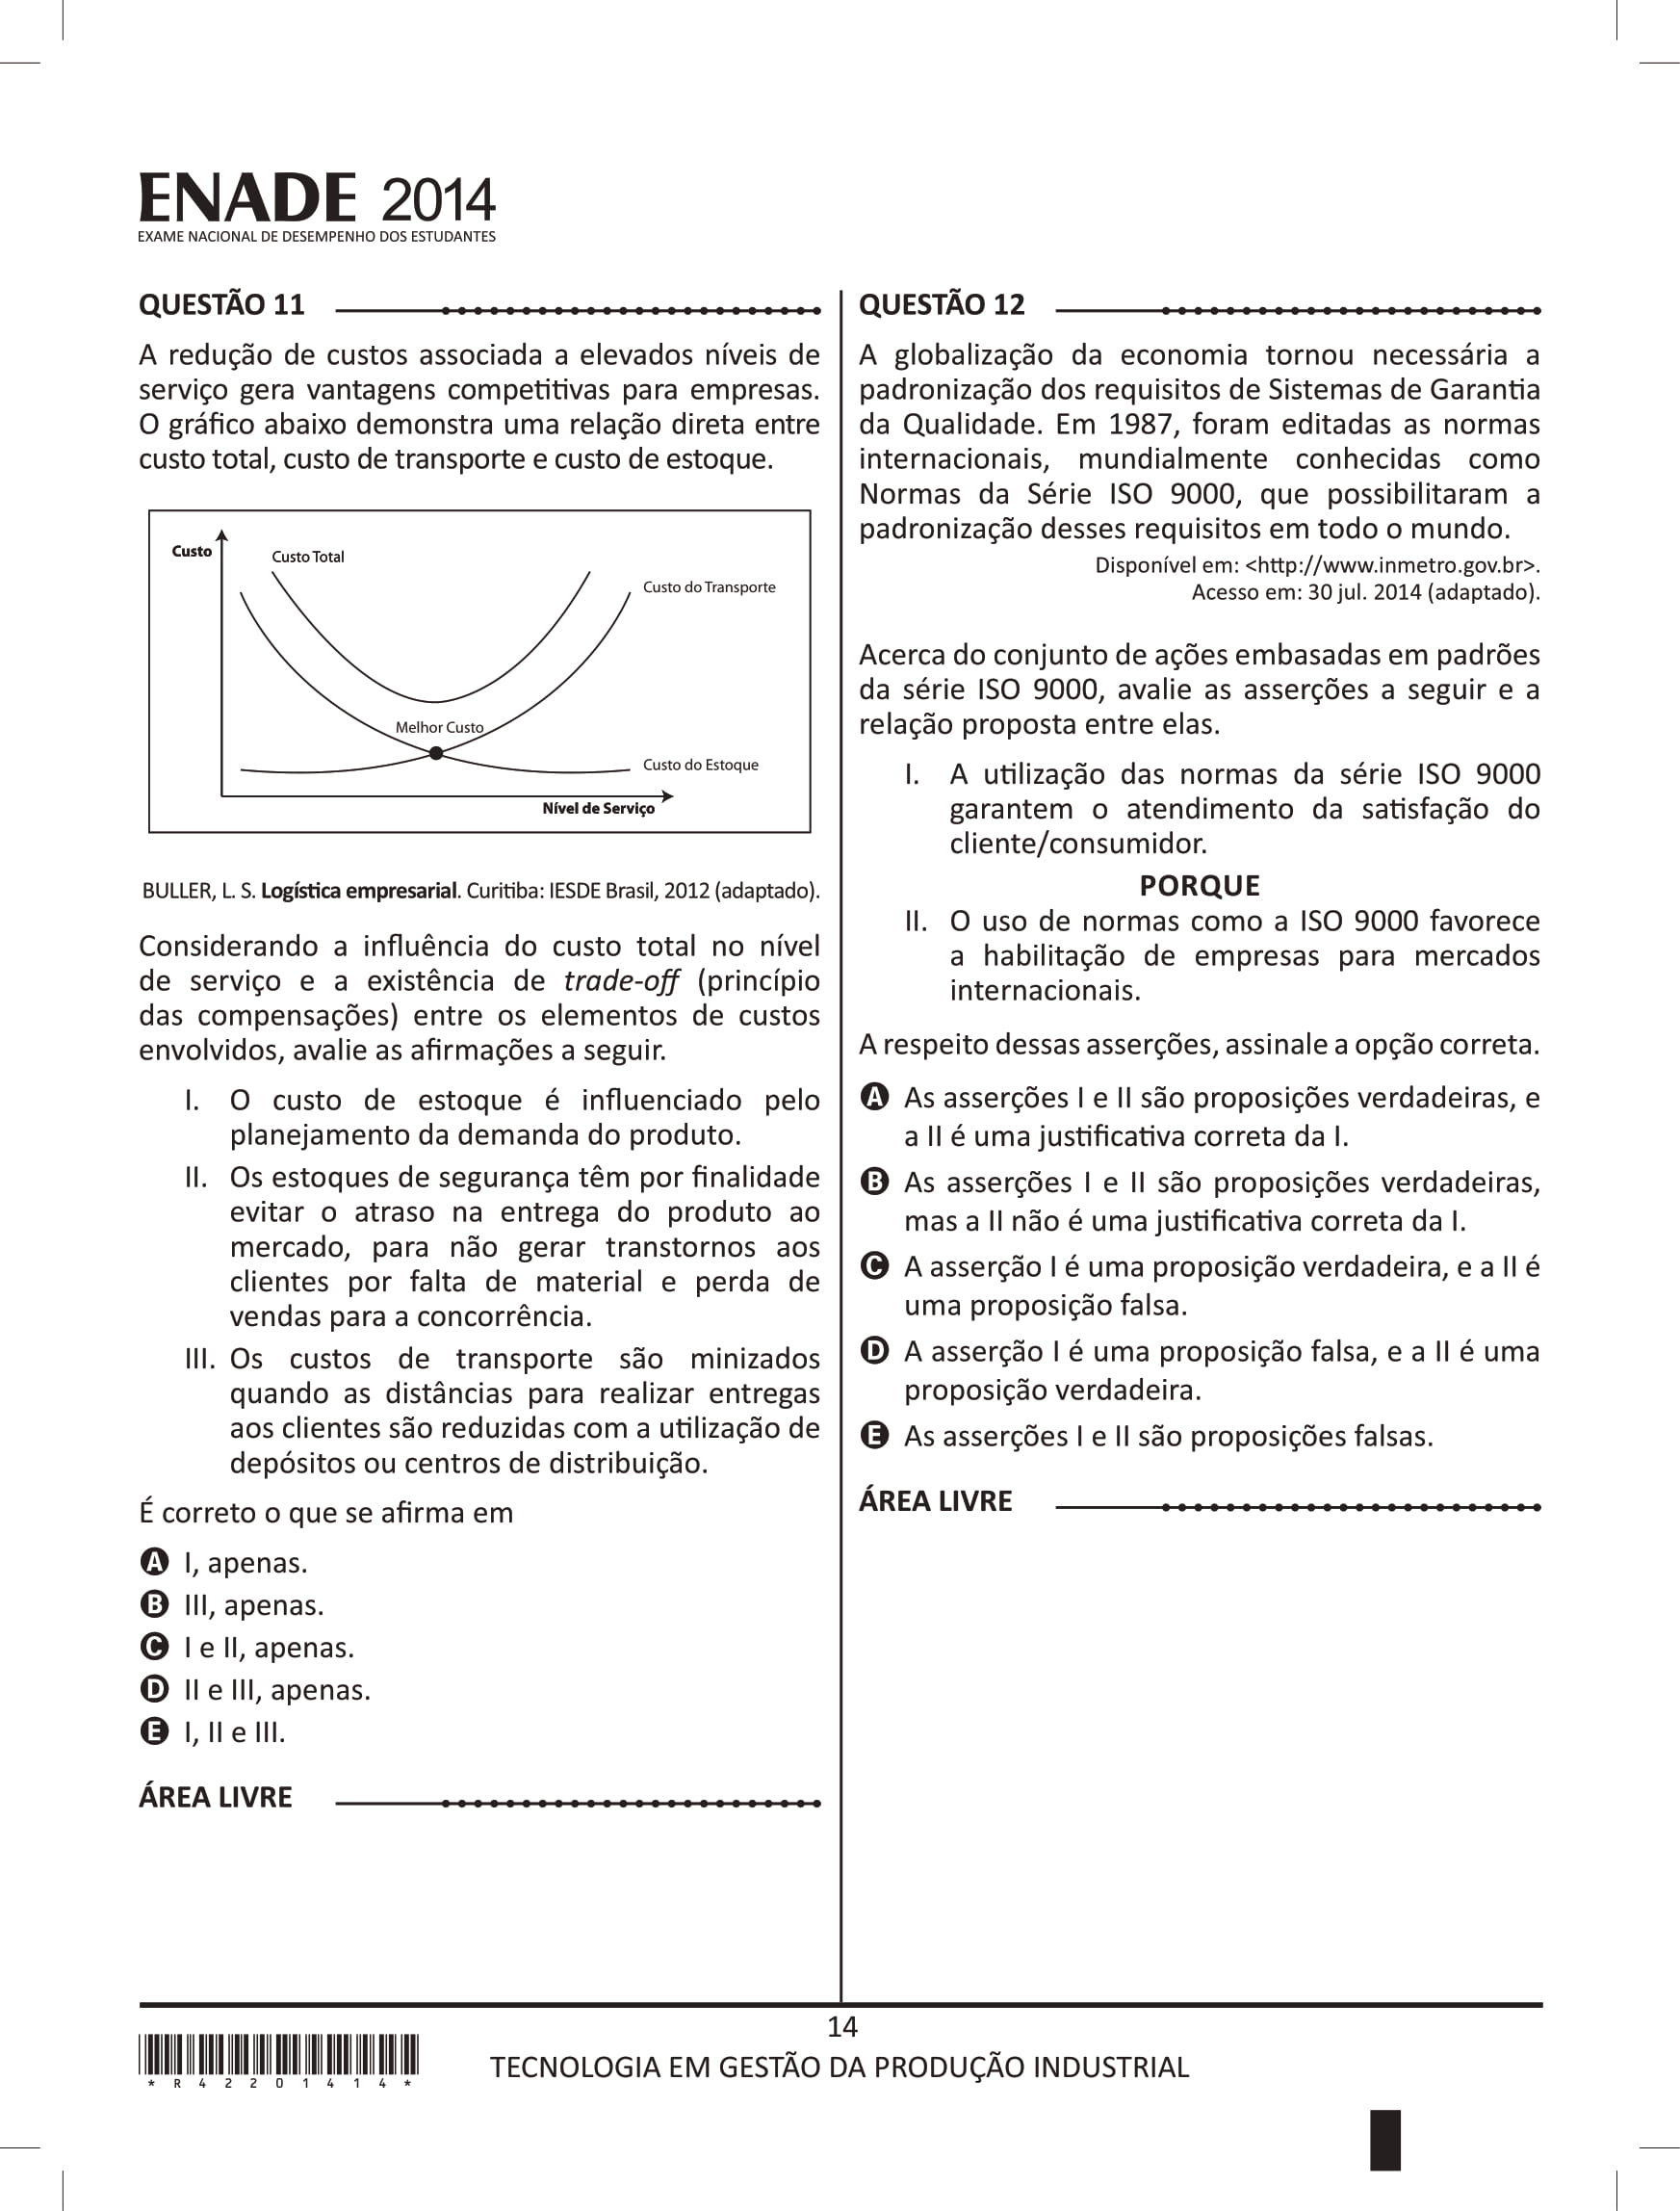 ENADE 2014
EXAME NACIONAL DE DESEMPENHO DOS ESTUDANTES
QUESTÃO 11
A redução de custos associada a elevados níveis de
serviço gera vantagens competitivas para empresas.
O gráfico abaixo demonstra uma relação direta entre
custo total, custo de transporte e custo de estoque.
Custo
Custo Total
Custo do Transporte
Melhor Custo
Custo do Estoque
Nível de Serviço
BULLER, L. S. Logística empresarial. Curitiba: IESDE Brasil, 2012 (adaptado).
Considerando a influência do custo total no nível
de serviço e a existência de trade-off (princípio
das compensações) entre os elementos de custos
envolvidos, avalie as afirmações a seguir.
I. O custo de estoque é influenciado pelo
planejamento da demanda do produto.
II. Os estoques de segurança têm por finalidade
evitar o atraso na entrega do produto ao
mercado, para não gerar transtornos aos
clientes por falta de material e perda de
vendas para a concorrência.
III. Os custos de transporte são minizados
quando as distâncias para realizar entregas
aos clientes são reduzidas com a utilização de
depósitos ou centros de distribuição.
É correto o que se afirma em
A I, apenas.
B III, apenas.
C I e II, apenas.
D II e III, apenas.
E I, II e III.
ÁREA LIVRE
QUESTÃO 12
A globalização da economia tornou necessária a
padronização dos requisitos de Sistemas de Garantia
da Qualidade. Em 1987, foram editadas as normas
internacionais, mundialmente conhecidas como
Normas da Série ISO 9000, que possibilitaram a
padronização desses requisitos em todo o mundo.
Disponível em: <http://www.inmetro.gov.br>.
Acesso em: 30 jul. 2014 (adaptado).
Acerca do conjunto de ações embasadas em padrões
da série ISO 9000, avalie as asserções a seguir e a
relação proposta entre elas.
I. A utilização das normas da série ISO 9000
garantem o atendimento da satisfação do
cliente/consumidor.
PORQUE
II. O uso de normas como a ISO 9000 favorece
a habilitação de empresas para mercados
internacionais.
A respeito dessas asserções, assinale a opção correta.
A As asserções I e II são proposições verdadeiras, e
a II é uma justificativa correta da I.
B As asserções I e II são proposições verdadeiras,
mas a II não é uma justificativa correta da I.
C A asserção I é uma proposição verdadeira, e a II é
uma proposição falsa.
D A asserção I é uma proposição falsa, e a II é uma
proposição verdadeira.
E As asserções I e II são proposições falsas.
ÁREA LIVRE
14
TECNOLOGIA EM GESTÃO DA PRODUÇÃO INDUSTRIAL
* R 4 2 2 0 1 4 1 4 *